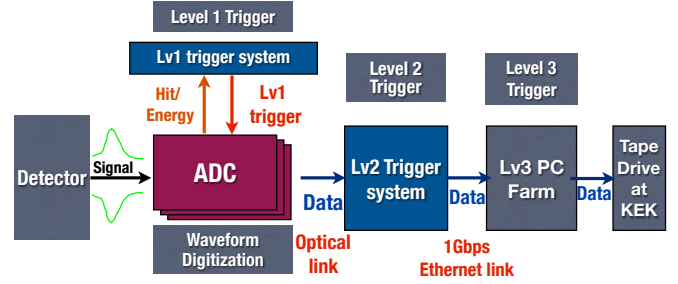 Level 1 Trigger
Lv1 trigger system
Hit/
Energy
Lv1
trigger
Level 2
Trigger
Level 3
Trigger
Detector
Signal
ADC
Data
Lv2 Trigger
system
Data
Lv3 PC
Farm
Data
Tape
Drive
at
KEK
Waveform
Digitization
Optical
link
1Gbps
Ethernet link